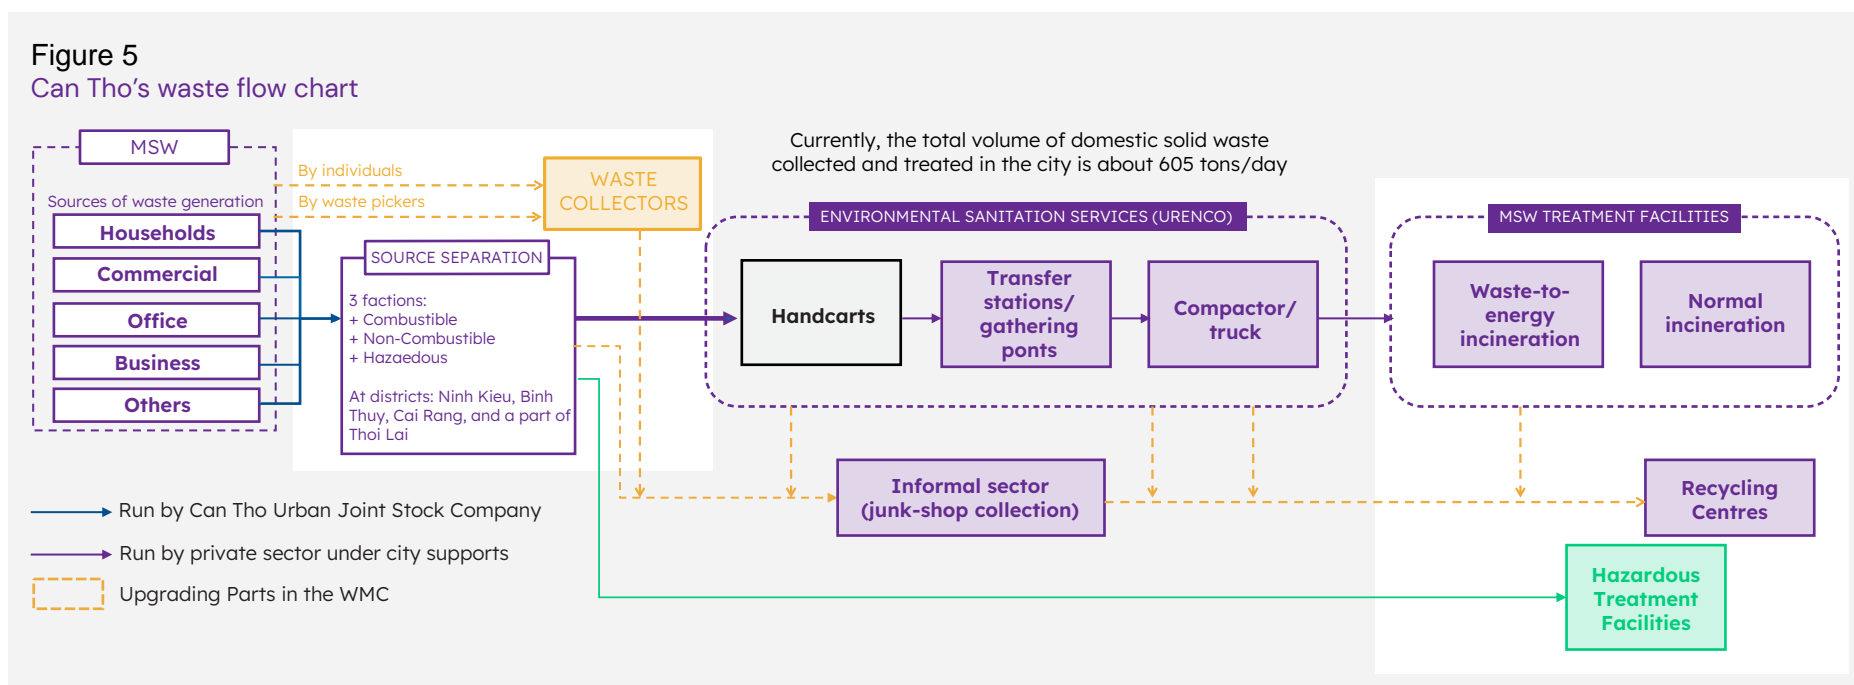 Figure 5
Can Tho’s waste flow chart
MSW
Sources of waste generation
Households
Commercial
Office
Business
Others
By individuals
By waste pickers
WASTE
COLLECTORS
SOURCE SEPARATION
3 factions:
+ Combustible
+ Non-Combustible
+ Hazaedous
At districts: Ninh Kieu, Binh
Thuy, Cai Rang, and a part of
Thoi Lai
Currently, the total volume of domestic solid waste
collected and treated in the city is about 605 tons/day
ENVIRONMENTAL SANITATION SERVICES (URENCO)
Handcarts
Transfer
stations/
gathering
ponts
Compactor/
truck
MSW TREATMENT FACILITIES
Waste-to-
energy
incineration
Normal
incineration
Informal sector
(junk-shop collection)
Recycling
Centres
Hazardous
Treatment
Facilities
Run by Can Tho Urban Joint Stock Company
Run by private sector under city supports
Upgrading Parts in the WMC